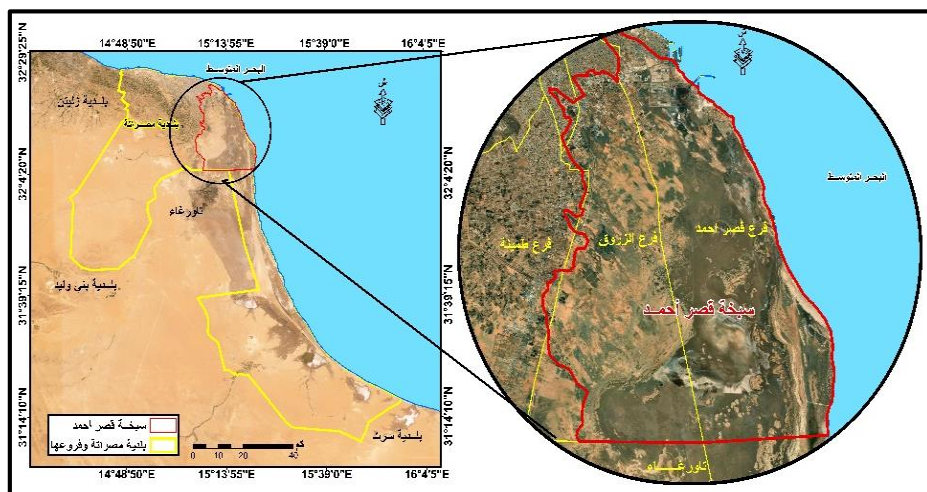 14°48'50"E 15°13'55"E 15°39'0"E 16°4'5"E
32°29'25"N
32°4'20"N
31°39'15"N
31°14'10"N
البحر المتوسط
بلدية زليتن
بلدية مصراتة
تاورغاء
بلدية بني وليد
بلدية سرت
سبخة قصر احمد
بلدية مصراتة وفروعها
كم
0 5 10 20 40
14°48'50"E 15°13'55"E 15°39'0"E 16°4'5"E
32°29'25"N
32°4'20"N
31°39'15"N
31°14'10"N
البحر المتوسط
فرع قصر احمد
فرع الزروق
فرع طمينة
سبخة قصر أحمد
تاورغاء